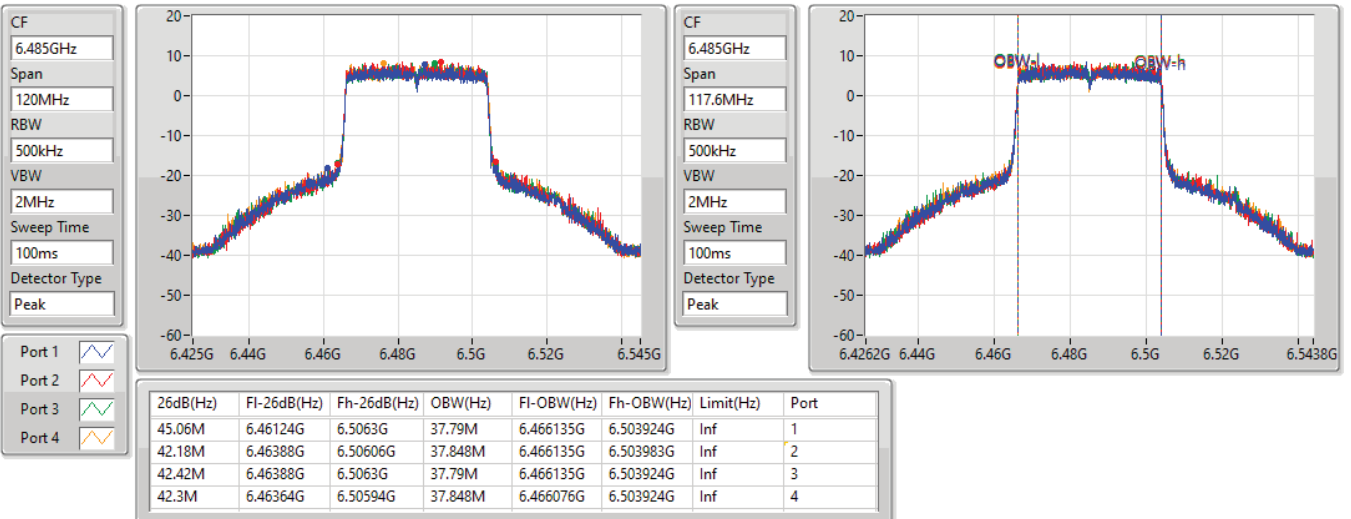 CF
6.485GHz
Span
120MHz
RBW
500kHz
VBW
2MHz
Sweep Time
100ms
Detector Type
Peak
20-
10-
0-
-10-
-20-
-30-
-40-
-50-
-60-
6.425G 6.44G 6.46G 6.48G 6.5G 6.52G 6.545G
CF
6.485GHz
Span
117.6MHz
RBW
500kHz
VBW
2MHz
Sweep Time
100ms
Detector Type
Peak
20-
10-
0-
-10-
-20-
-30-
-40-
-50-
-60-
OBW-l OBW-h
6.4262G 6.44G 6.46G 6.48G 6.5G 6.52G 6.5438G
Port 1
Port 2
Port 3
Port 4
26dB(Hz) Fl-26dB(Hz) Fh-26dB(Hz) OBW(Hz) Fl-OBW(Hz) Fh-OBW(Hz) Limit(Hz) Port
45.06M 6.46124G 6.5063G 37.79M 6.466135G 6.503924G Inf 1
42.18M 6.46388G 6.50606G 37.848M 6.466135G 6.503983G Inf 2
42.42M 6.46388G 6.5063G 37.79M 6.466135G 6.503924G Inf 3
42.3M 6.46364G 6.50594G 37.848M 6.466076G 6.503924G Inf 4